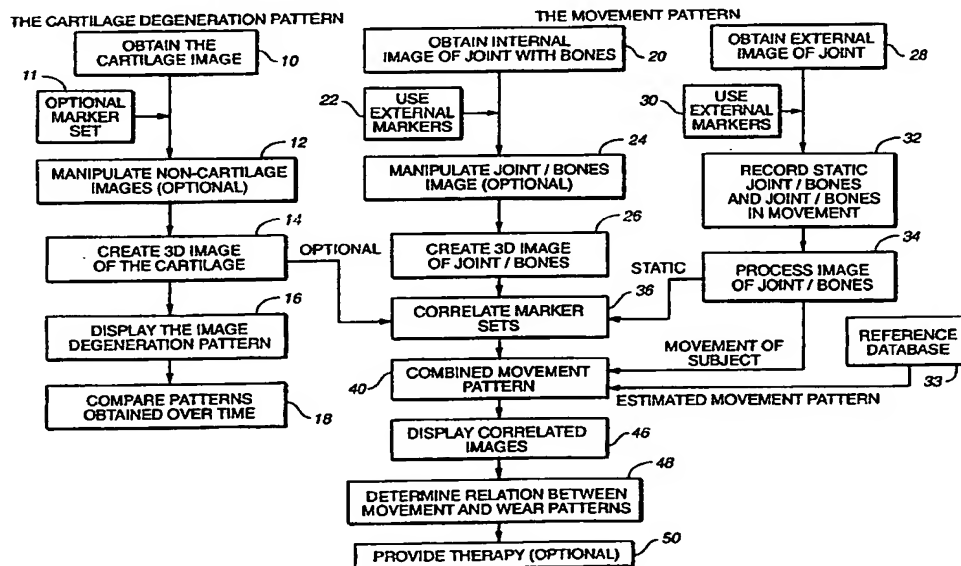 THE CARTILAGE DEGENERATION PATTERN
OBTAIN THE
CARTILAGE IMAGE
10
11
OPTIONAL
MARKER
SET
12
MANIPULATE NON-CARTILAGE
IMAGES (OPTIONAL)
14
CREATE 3D IMAGE
OF THE CARTILAGE
OPTIONAL
16
DISPLAY THE IMAGE
DEGENERATION PATTERN
COMPARE PATTERNS
OBTAINED OVER TIME
18
THE MOVEMENT PATTERN
OBTAIN INTERNAL
IMAGE OF JOINT WITH BONES
20
22
USE
EXTERNAL
MARKERS
24
MANIPULATE JOINT / BONES
IMAGE (OPTIONAL)
26
CREATE 3D IMAGE
OF JOINT / BONES
OBTAIN EXTERNAL
IMAGE OF JOINT
28
30
USE
EXTERNAL
MARKERS
32
RECORD STATIC
JOINT / BONES
AND JOINT / BONES
IN MOVEMENT
34
PROCESS IMAGE
OF JOINT / BONES
STATIC
36
CORRELATE MARKER
SETS
MOVEMENT OF
SUBJECT
REFERENCE
DATABASE
33
40
COMBINED MOVEMENT
PATTERN
ESTIMATED MOVEMENT PATTERN
DISPLAY CORRELATED
IMAGES
46
48
DETERMINE RELATION BETWEEN
MOVEMENT AND WEAR PATTERNS
PROVIDE THERAPY (OPTIONAL)
50